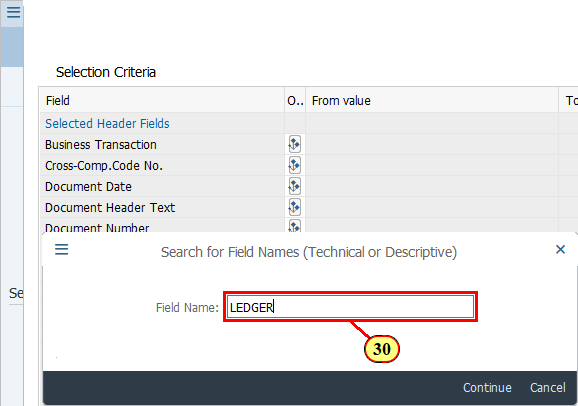 Selection Criteria
Field O.. From value To
Selected Header Fields
Business Transaction
Cross-Comp.Code No.
Document Date
Document Header Text
Document Number
Search for Field Names (Technical or Descriptive)
Se
Field Name: LEDGER
30
Continue Cancel